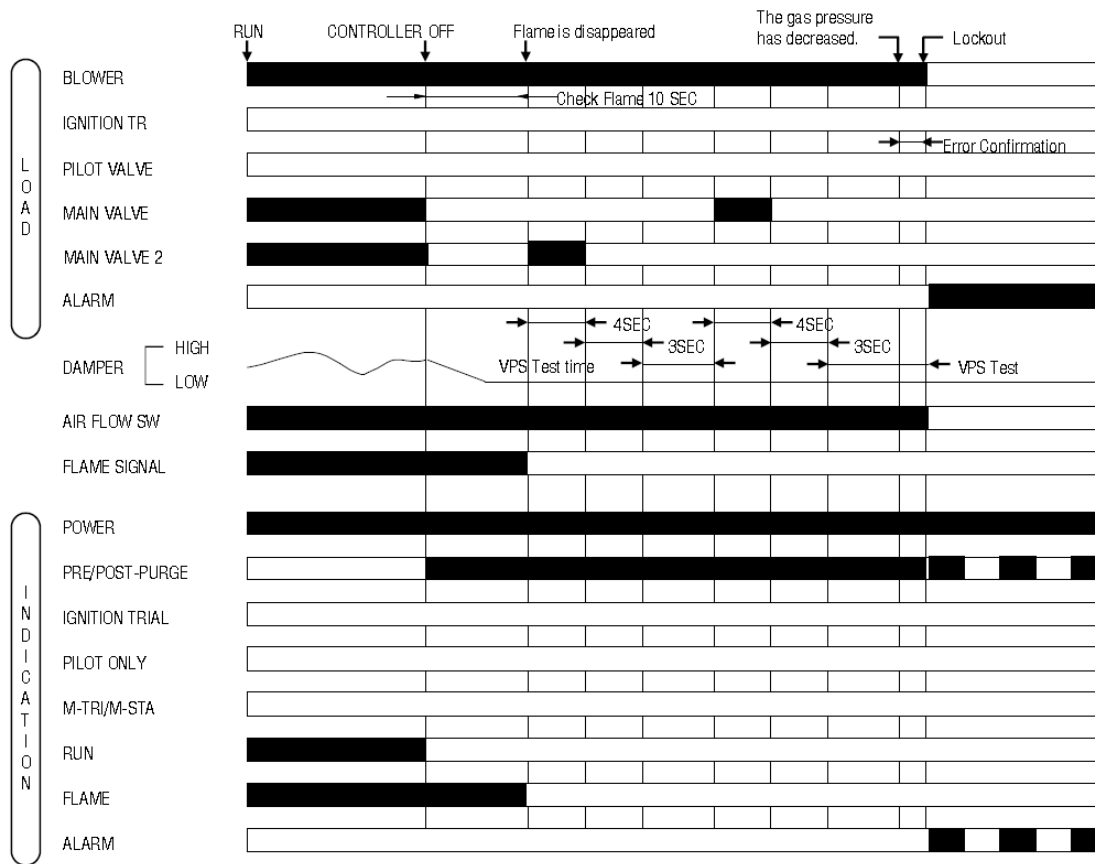 RUN
CONTROLLER OFF
Flame is disappeared
The gas pressure
has decreased.
Lockout
LOAD
BLOWER
Check Flame 10 SEC
IGNITION TR
Error Confirmation
PILOT VALVE
MAIN VALVE
MAIN VALVE 2
ALARM
4SEC
4SEC
HIGH
3SEC
3SEC
DAMPER
VPS Test time
VPS Test
LOW
AIR FLOW SW
FLAME SIGNAL
INDICATION
POWER
PRE/POST-PURGE
IGNITION TRIAL
PILOT ONLY
M-TRI/M-STA
RUN
FLAME
ALARM